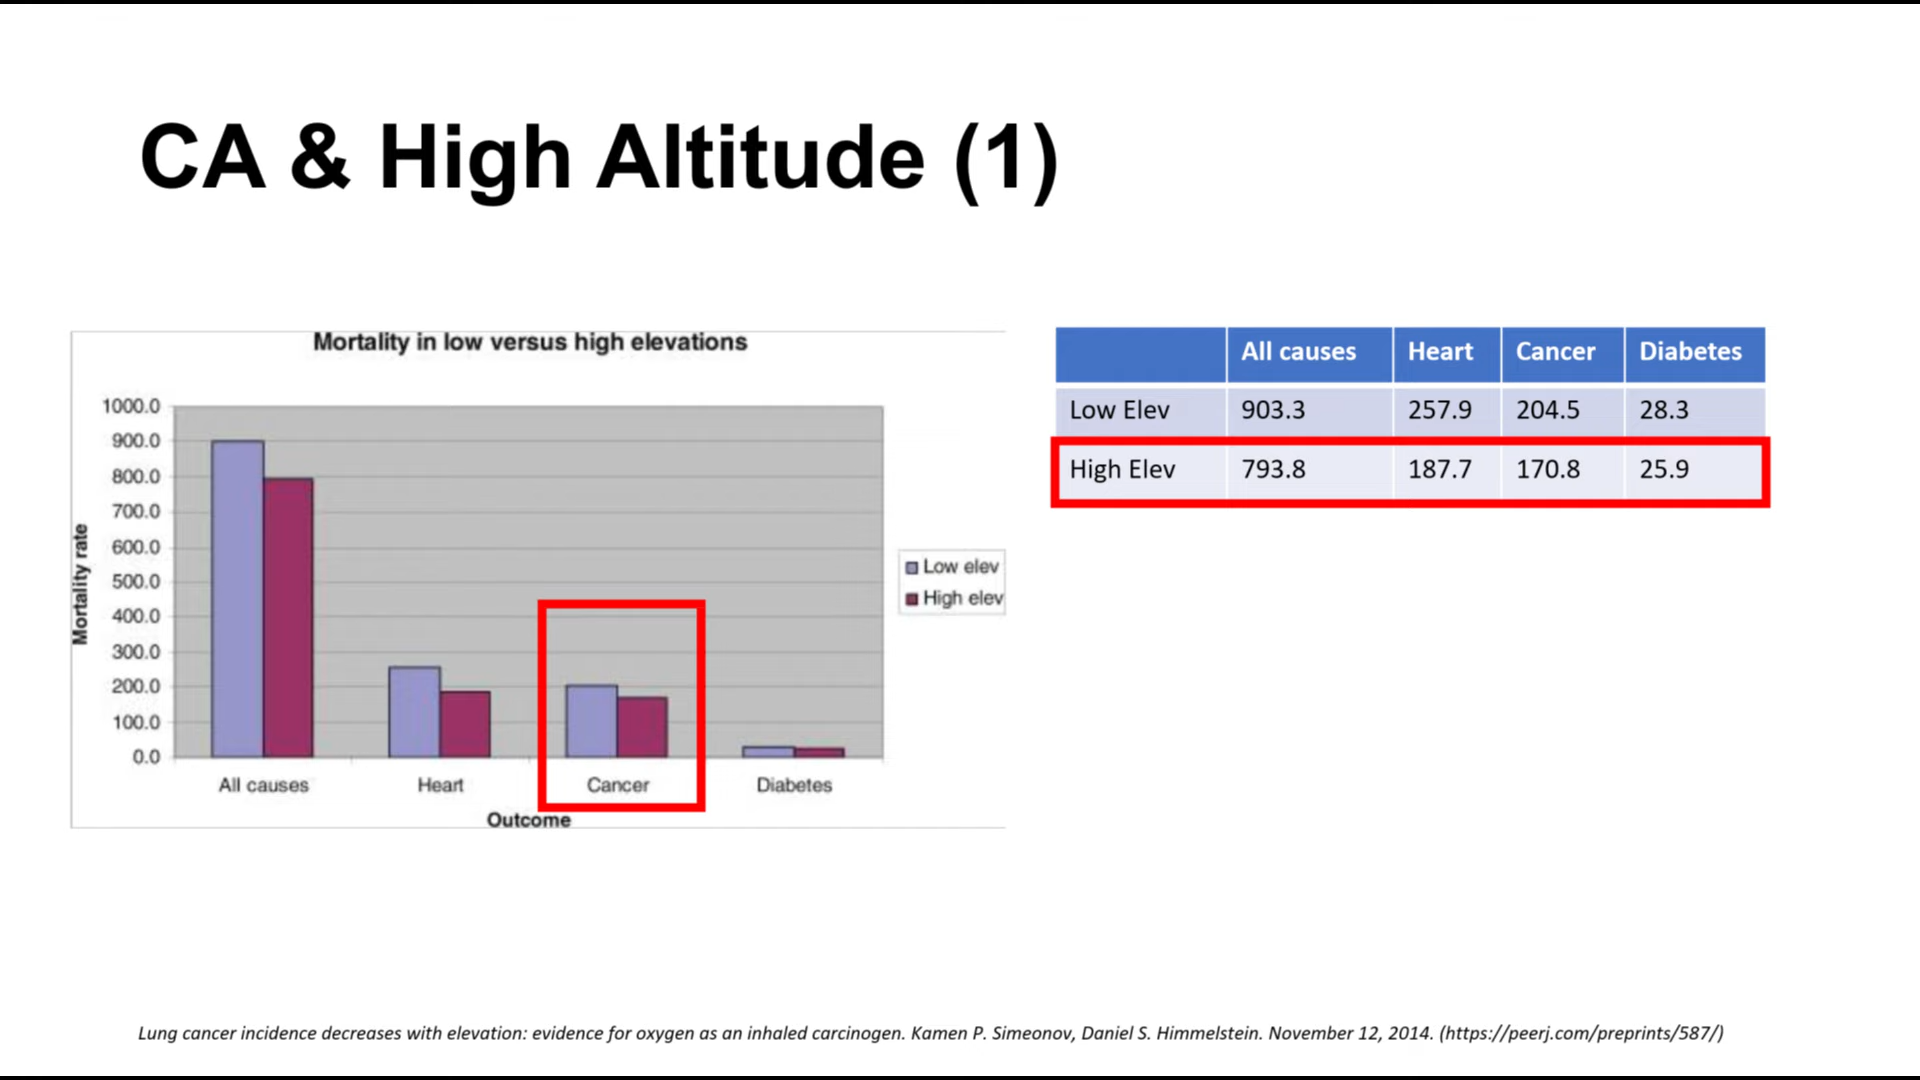 CA & High Altitude (1)
Mortality in low versus high elevations
1000.0
900.0
800.0
700.0
600.0
500.0
400.0
300.0
200.0
100.0
0.0
Mortality rate
All causes Heart Cancer Diabetes
Outcome
Low elev
High elev
All causes Heart Cancer Diabetes
Low Elev 903.3 257.9 204.5 28.3
High Elev 793.8 187.7 170.8 25.9
Lung cancer incidence decreases with elevation: evidence for oxygen as an inhaled carcinogen. Kamen P. Simeonov, Daniel S. Himmelstein. November 12, 2014. (https://peerj.com/preprints/587/)